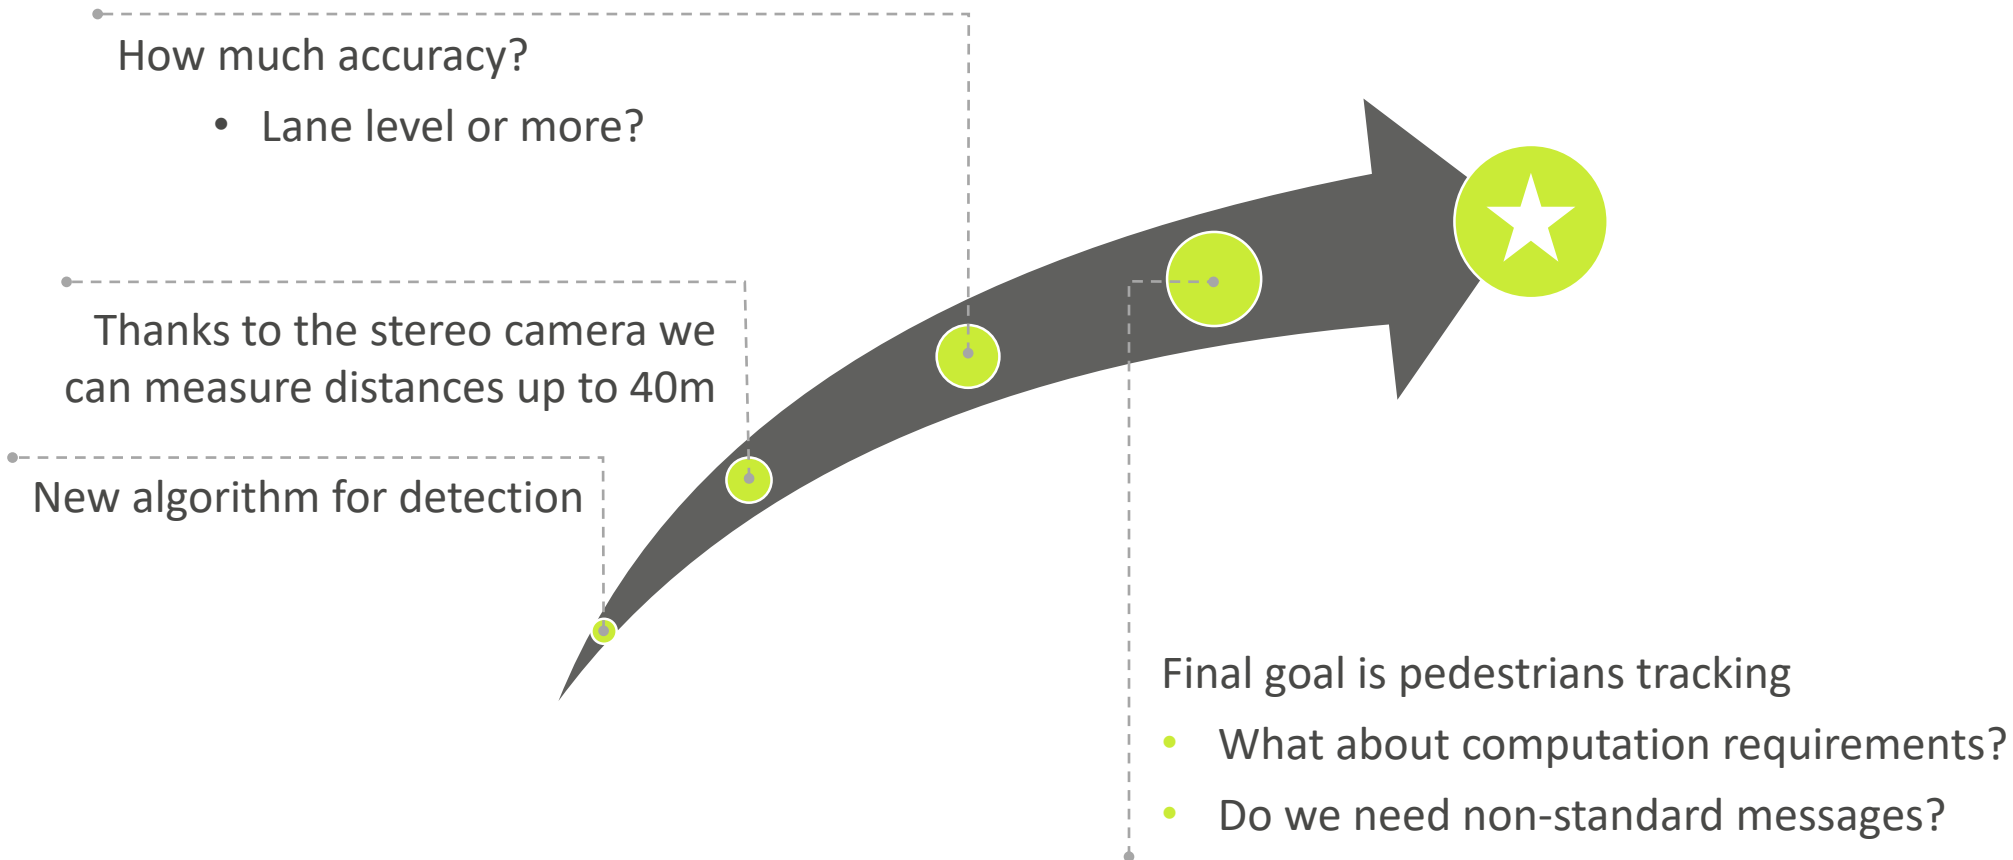 How much accuracy?
• Lane level or more?
Thanks to the stereo camera we
can measure distances up to 40m
New algorithm for detection
Final goal is pedestrians tracking
• What about computation requirements?
• Do we need non-standard messages?